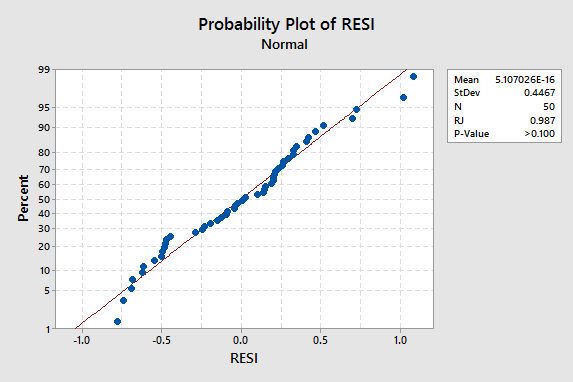 Probability Plot of RESI
Normal
Mean 5.107026E-16
StDev 0.4467
N 50
RJ 0.987
P-Value >0.100
Percent
99
95
90
80
70
60
50
40
30
20
10
5
1
-1.0 -0.5 0.0 0.5 1.0
RESI